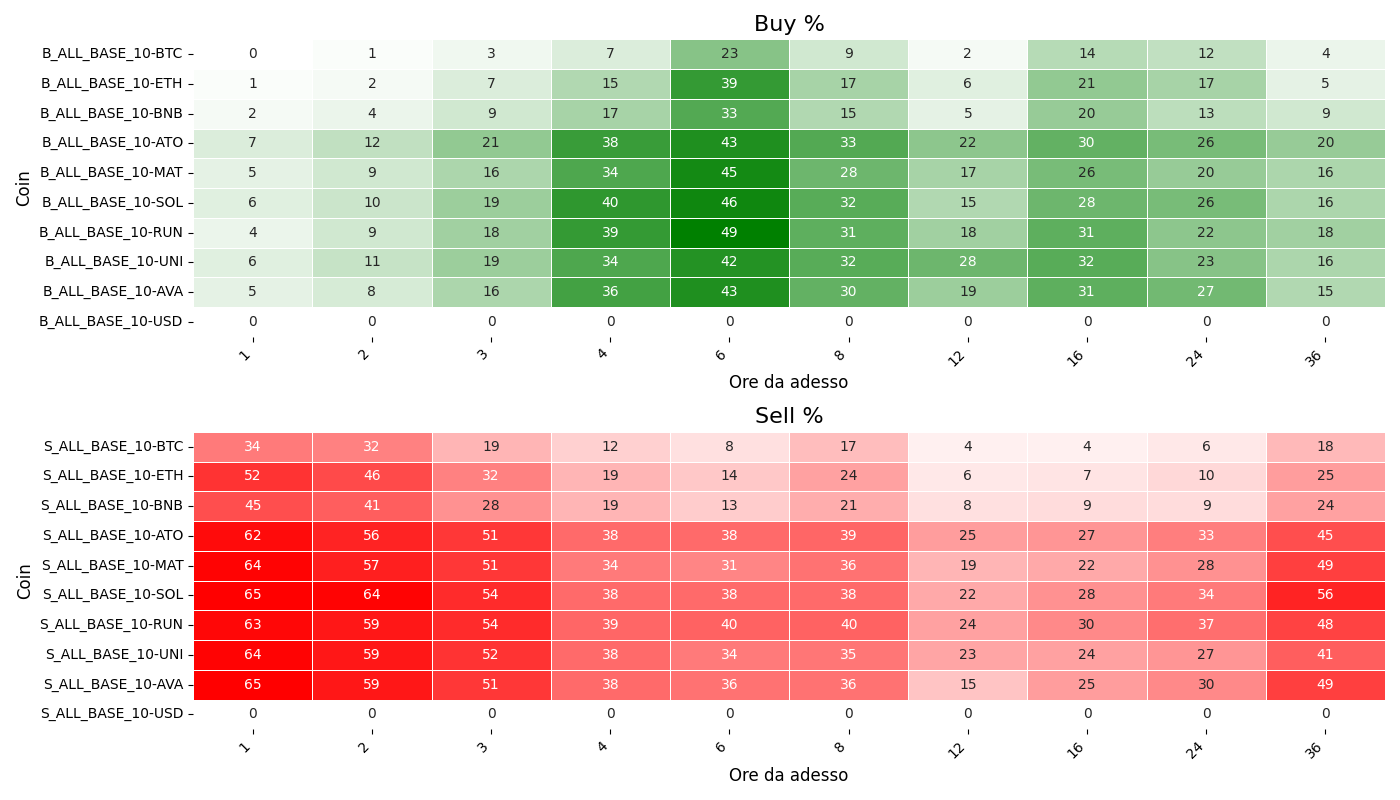 Buy %
Coin
B_ALL_BASE_10-BTC 0 1 3 7 23 9 2 14 12 4
B_ALL_BASE_10-ETH 1 2 7 15 39 17 6 21 17 5
B_ALL_BASE_10-BNB 2 4 9 17 33 15 5 20 13 9
B_ALL_BASE_10-ATO 7 12 21 38 43 33 22 30 26 20
B_ALL_BASE_10-MAT 5 9 16 34 45 28 17 26 20 16
B_ALL_BASE_10-SOL 6 10 19 40 46 32 15 28 26 16
B_ALL_BASE_10-RUN 4 9 18 39 49 31 18 31 22 18
B_ALL_BASE_10-UNI 6 11 19 34 42 32 28 32 23 16
B_ALL_BASE_10-AVA 5 8 16 36 43 30 19 31 27 15
B_ALL_BASE_10-USD 0 0 0 0 0 0 0 0 0 0
1 2 3 4 6 8 12 16 24 36
Ore da adesso
Sell %
Coin
S_ALL_BASE_10-BTC 34 32 19 12 8 17 4 4 6 18
S_ALL_BASE_10-ETH 52 46 32 19 14 24 6 7 10 25
S_ALL_BASE_10-BNB 45 41 28 19 13 21 8 9 9 24
S_ALL_BASE_10-ATO 62 56 51 38 38 39 25 27 33 45
S_ALL_BASE_10-MAT 64 57 51 34 31 36 19 22 28 49
S_ALL_BASE_10-SOL 65 64 54 38 38 38 22 28 34 56
S_ALL_BASE_10-RUN 63 59 54 39 40 40 24 30 37 48
S_ALL_BASE_10-UNI 64 59 52 38 34 35 23 24 27 41
S_ALL_BASE_10-AVA 65 59 51 38 36 36 15 25 30 49
S_ALL_BASE_10-USD 0 0 0 0 0 0 0 0 0 0
1 2 3 4 6 8 12 16 24 36
Ore da adesso